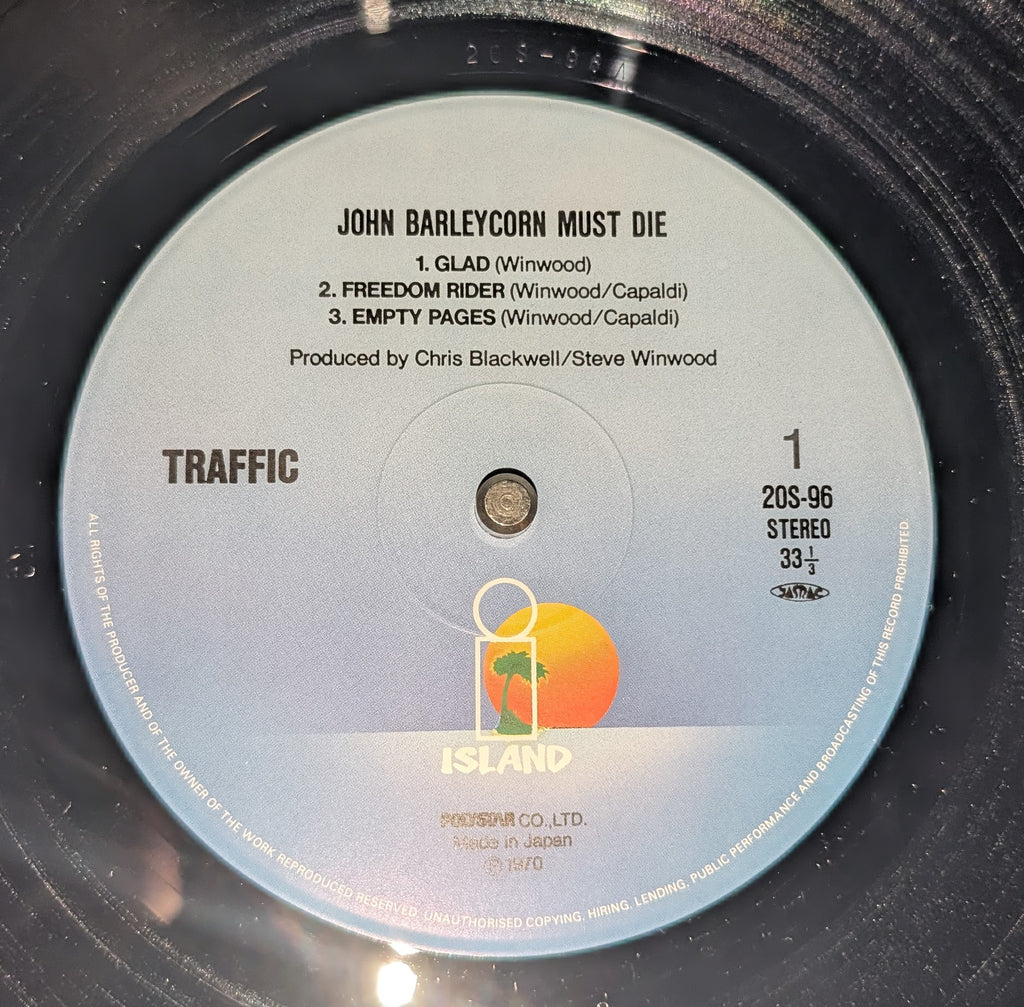 JOHN BARLEYCORN MUST DIE
1. GLAD (Winwood)
2. FREEDOM RIDER (Winwood/Capaldi)
3. EMPTY PAGES (Winwood/Capaldi)
Produced by Chris Blackwell/Steve Winwood
TRAFFIC
1
20S-96
STEREO
33 1/3
JASRAC
ISLAND
POLYSTAR CO.,LTD.
Made in Japan
Ⓟ1970
ALL RIGHTS OF THE PRODUCER AND OF THE OWNER OF THE WORK REPRODUCED RESERVED. UNAUTHORISED COPYING, HIRING, LENDING, PUBLIC PERFORMANCE AND BROADCASTING OF THIS RECORD PROHIBITED.